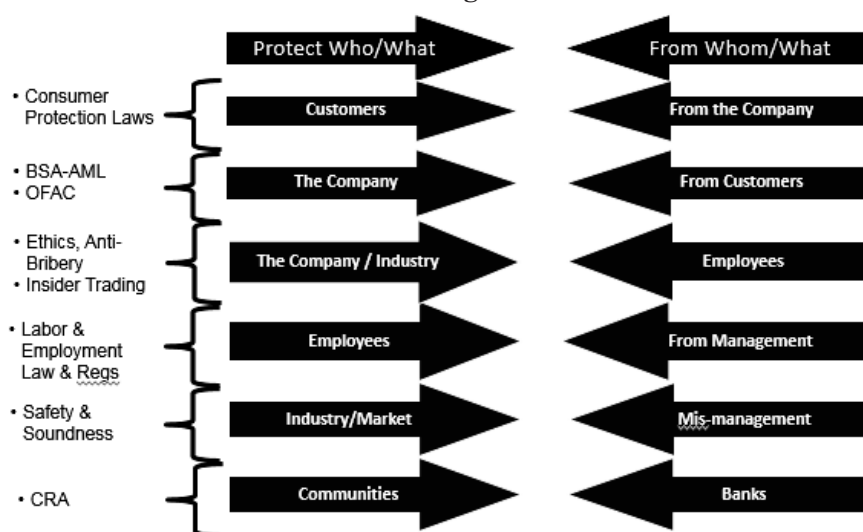 Protect Who/What From Whom/What
• Consumer
Protection Laws
Customers From the Company
• BSA-AML
• OFAC
The Company From Customers
• Ethics, Anti-
Bribery
• Insider Trading
The Company / Industry Employees
• Labor &
Employment
Law & Regs
Employees From Management
• Safety &
Soundness
Industry/Market Mis-management
• CRA
Communities Banks